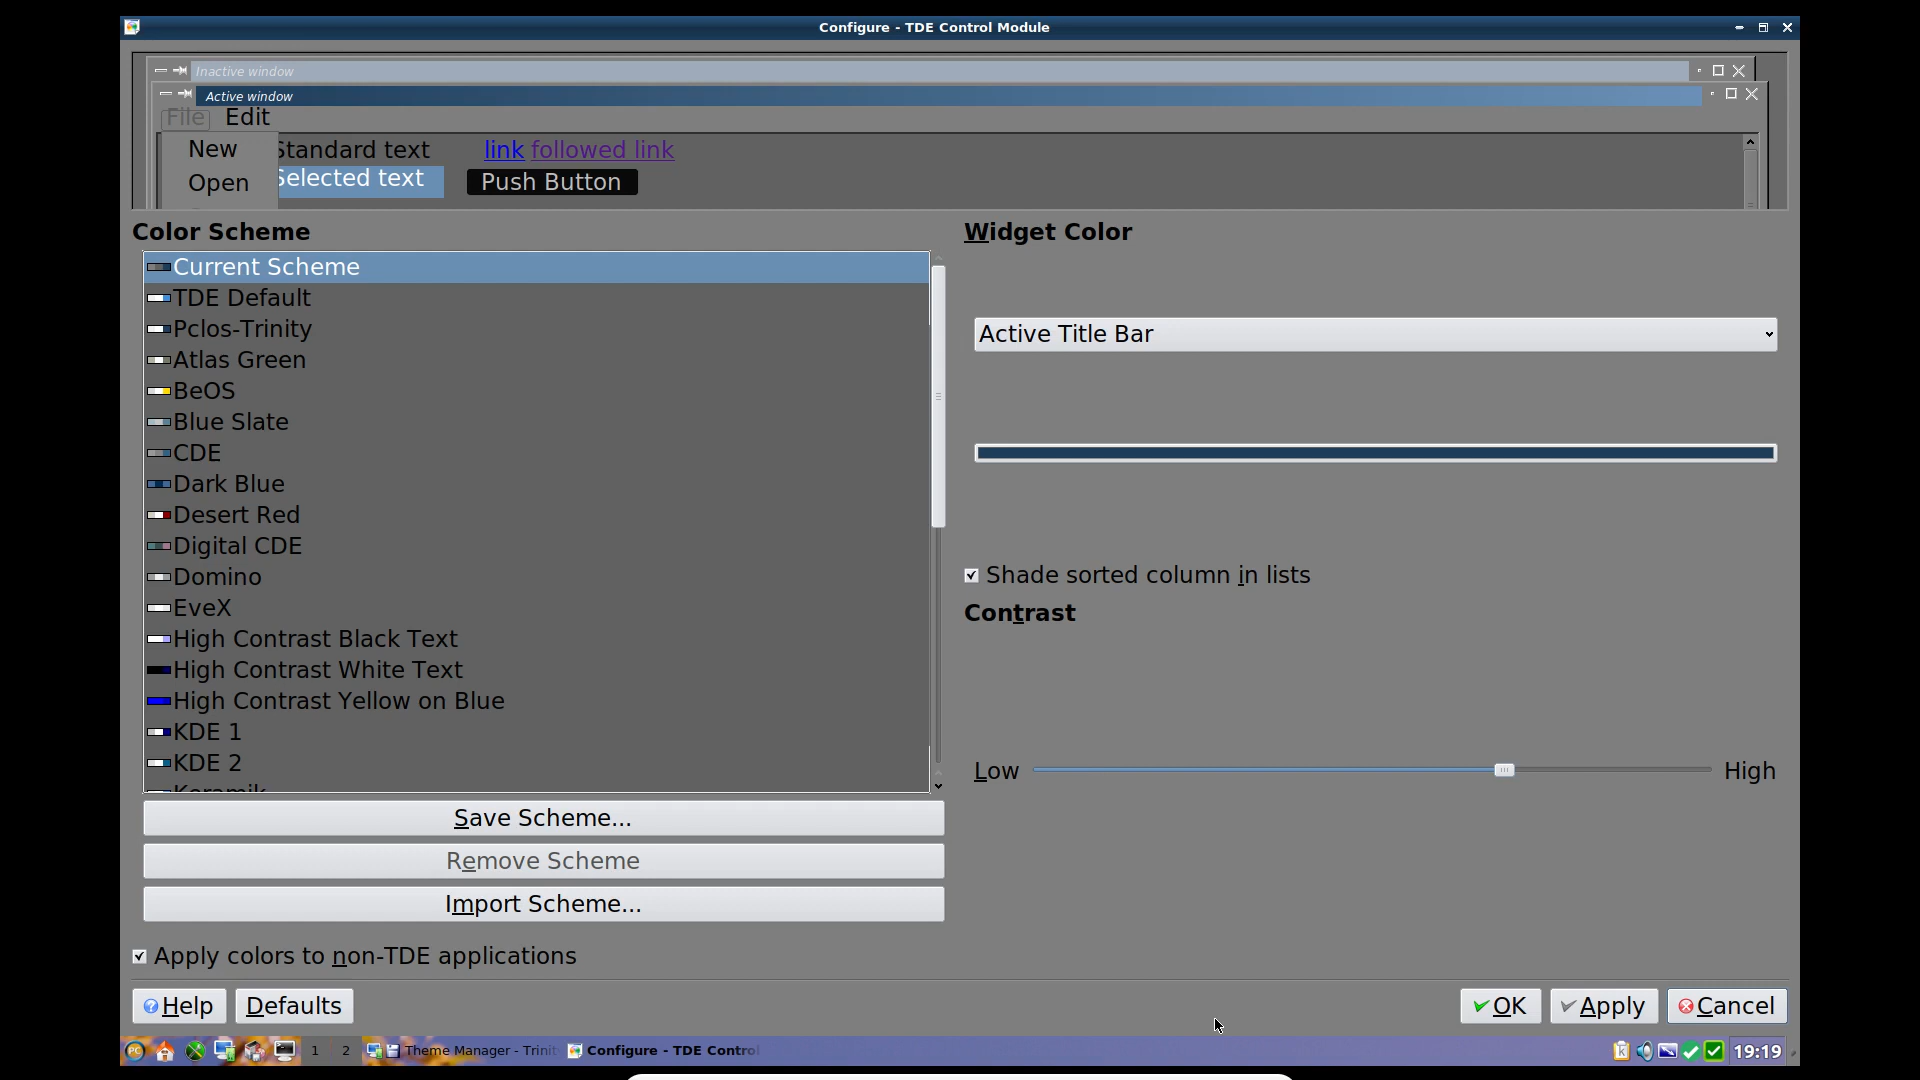 Configure - TDE Control Module
Inactive window
Active window
File Edit
New
Open
Standard text link followed link
Selected text Push Button
Color Scheme
Current Scheme
TDE Default
Pclos-Trinity
Atlas Green
BeOS
Blue Slate
CDE
Dark Blue
Desert Red
Digital CDE
Domino
EveX
High Contrast Black Text
High Contrast White Text
High Contrast Yellow on Blue
KDE 1
KDE 2
Keramik
Save Scheme...
Remove Scheme
Import Scheme...
Widget Color
Active Title Bar
Shade sorted column in lists
Contrast
Low High
Apply colors to non-TDE applications
Help Defaults OK Apply Cancel
1 2 Theme Manager - Trinit Configure - TDE Control 19:19